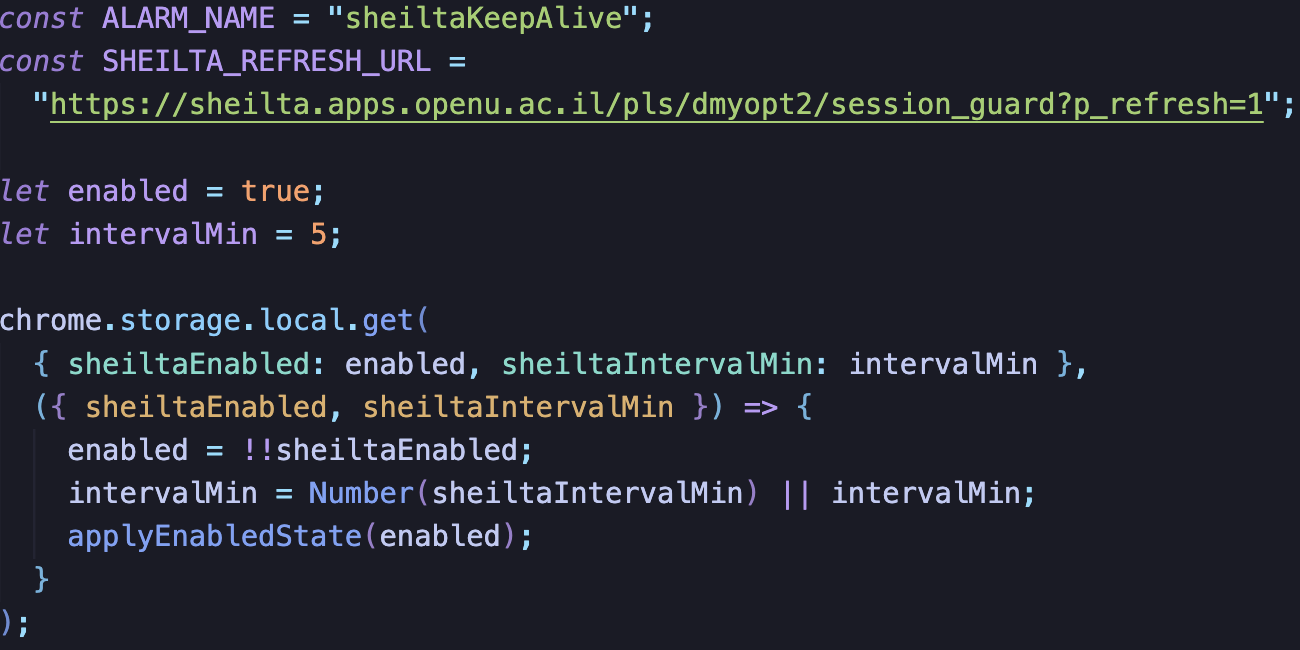 const ALARM_NAME = "sheiltaKeepAlive";
const SHEILTA_REFRESH_URL =
  "https://sheilta.apps.openu.ac.il/pls/dmyopt2/session_guard?p_refresh=1";

let enabled = true;
let intervalMin = 5;

chrome.storage.local.get(
  { sheiltaEnabled: enabled, sheiltaIntervalMin: intervalMin },
  ({ sheiltaEnabled, sheiltaIntervalMin }) => {
    enabled = !!sheiltaEnabled;
    intervalMin = Number(sheiltaIntervalMin) || intervalMin;
    applyEnabledState(enabled);
  }
);